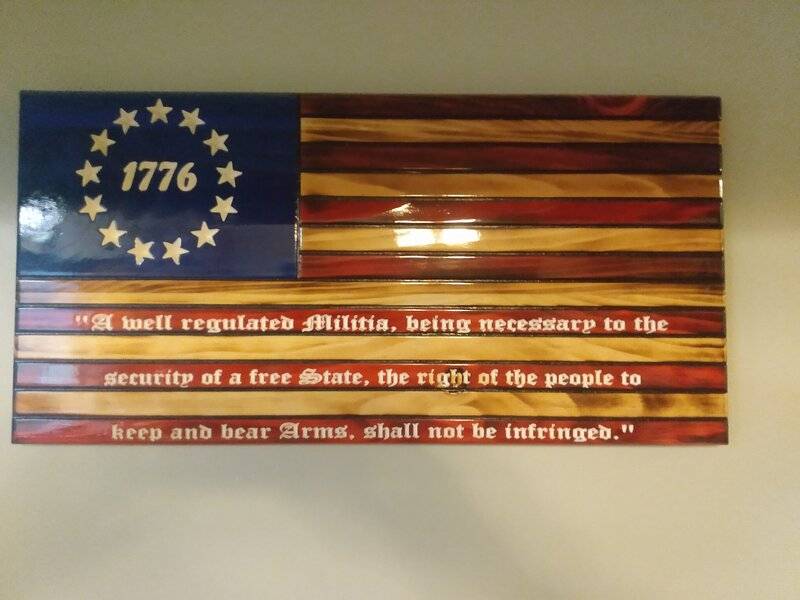 1776
"A well regulated Militia, being necessary to the
security of a free State, the right of the people to
keep and bear Arms, shall not be infringed."